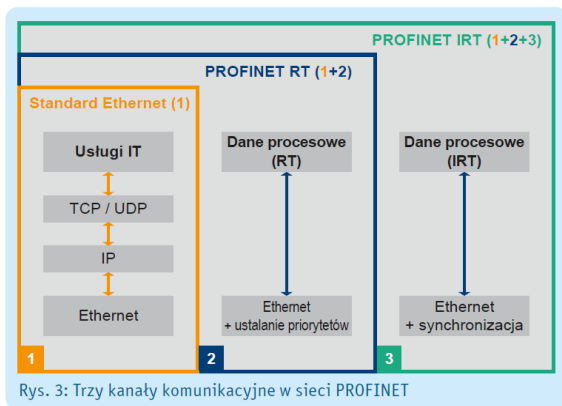 PROFINET IRT (1+2+3)
PROFINET RT (1+2)
Standard Ethernet (1)
Usługi IT
TCP / UDP
IP
Ethernet
1
Dane procesowe
(RT)
Ethernet
+ ustalanie priorytetów
2
Dane procesowe
(IRT)
Ethernet
+ synchronizacja
3
Rys. 3: Trzy kanały komunikacyjne w sieci PROFINET